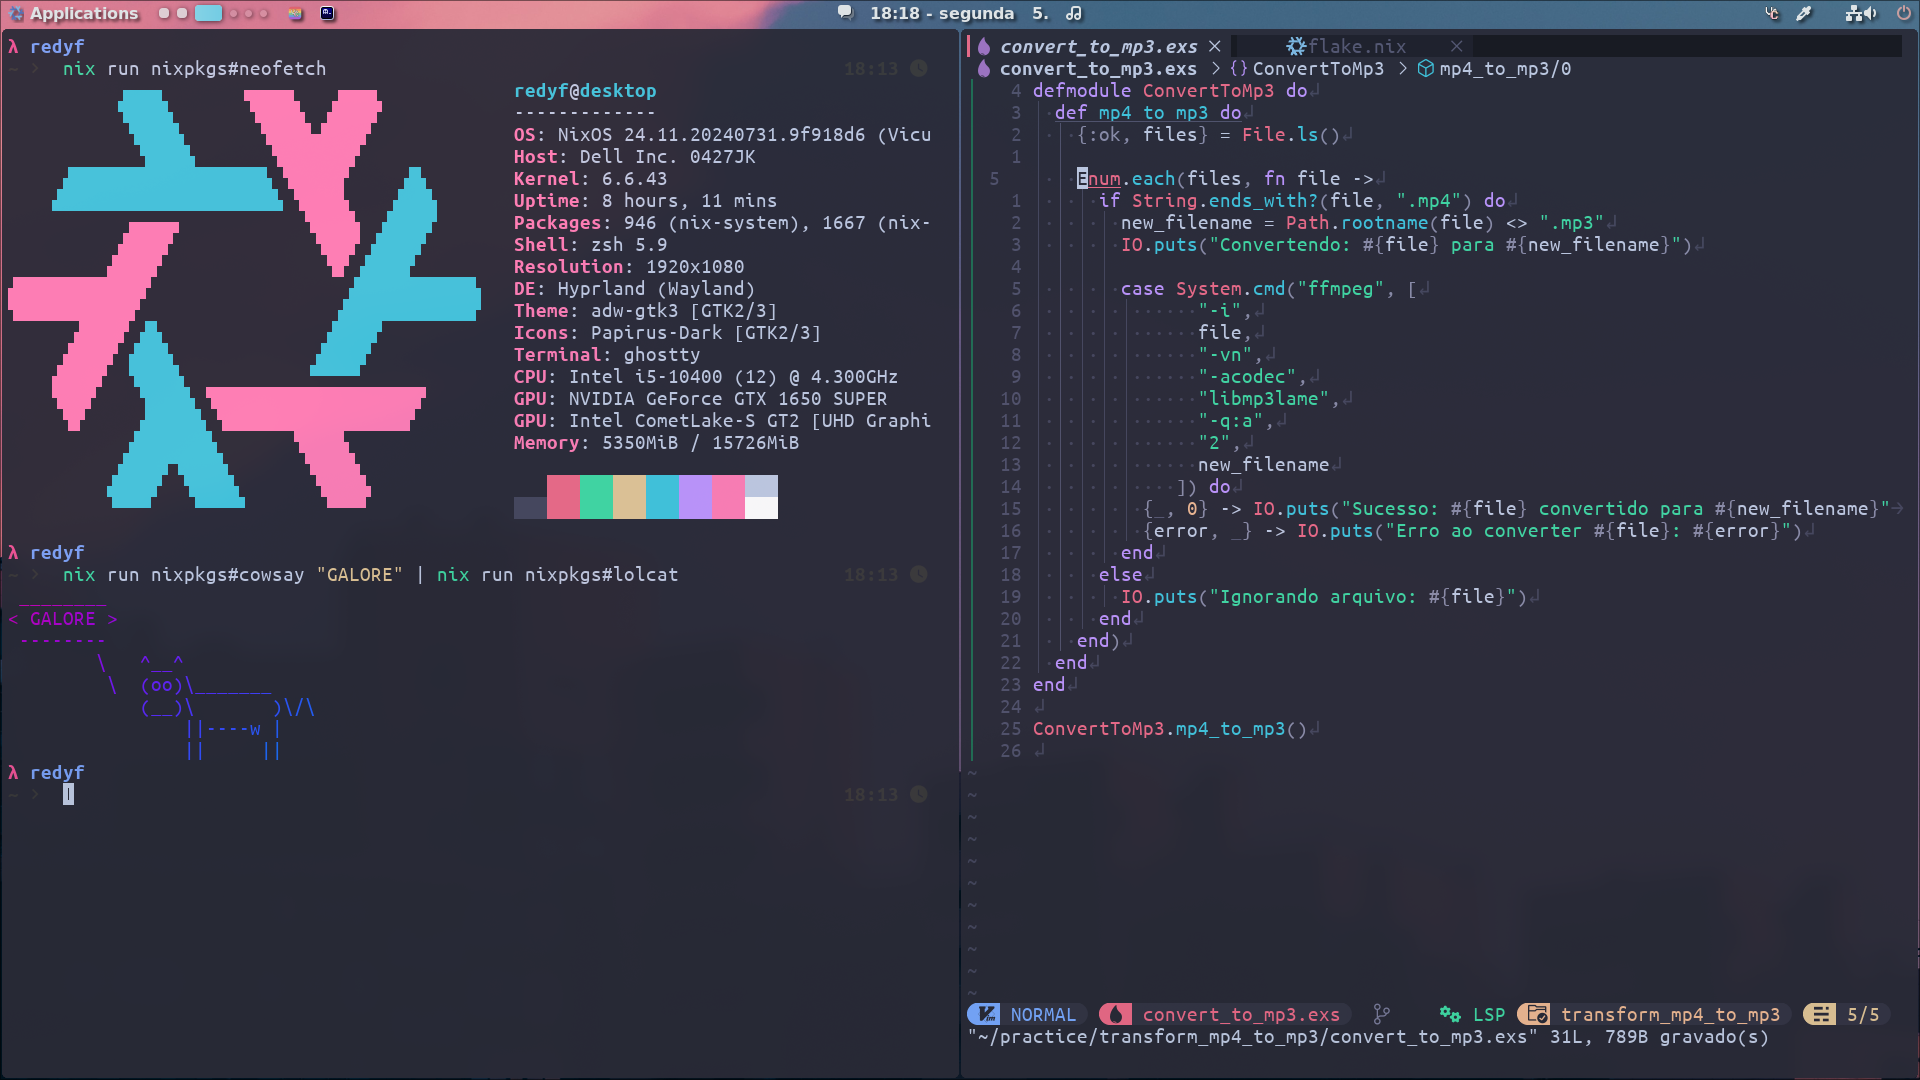 Applications
18:18 - segunda 5.
λ redyf
~ › nix run nixpkgs#neofetch 18:13
redyf@desktop
-------------
OS: NixOS 24.11.20240731.9f918d6 (Vicu
Host: Dell Inc. 0427JK
Kernel: 6.6.43
Uptime: 8 hours, 11 mins
Packages: 946 (nix-system), 1667 (nix-
Shell: zsh 5.9
Resolution: 1920x1080
DE: Hyprland (Wayland)
Theme: adw-gtk3 [GTK2/3]
Icons: Papirus-Dark [GTK2/3]
Terminal: ghostty
CPU: Intel i5-10400 (12) @ 4.300GHz
GPU: NVIDIA GeForce GTX 1650 SUPER
GPU: Intel CometLake-S GT2 [UHD Graphi
Memory: 5350MiB / 15726MiB
λ redyf
~ › nix run nixpkgs#cowsay "GALORE" | nix run nixpkgs#lolcat 18:13
 ________
< GALORE >
 --------
        \   ^__^
         \  (oo)\_______
            (__)\       )\/\
                ||----w |
                ||     ||
λ redyf
~ › 18:13
convert_to_mp3.exs × flake.nix ×
convert_to_mp3.exs > {} ConvertToMp3 > mp4_to_mp3/0
4 defmodule ConvertToMp3 do
3 def mp4_to_mp3 do
2 {:ok, files} = File.ls()
1
5 Enum.each(files, fn file ->
1 if String.ends_with?(file, ".mp4") do
2 new_filename = Path.rootname(file) <> ".mp3"
3 IO.puts("Convertendo: #{file} para #{new_filename}")
4
5 case System.cmd("ffmpeg", [
6 "-i",
7 file,
8 "-vn",
9 "-acodec",
10 "libmp3lame",
11 "-q:a",
12 "2",
13 new_filename
14 ]) do
15 {_, 0} -> IO.puts("Sucesso: #{file} convertido para #{new_filename}"
16 {error, _} -> IO.puts("Erro ao converter #{file}: #{error}")
17 end
18 else
19 IO.puts("Ignorando arquivo: #{file}")
20 end
21 end)
22 end
23 end
24
25 ConvertToMp3.mp4_to_mp3()
26
NORMAL convert_to_mp3.exs LSP transform_mp4_to_mp3 5/5
"~/practice/transform_mp4_to_mp3/convert_to_mp3.exs" 31L, 789B gravado(s)